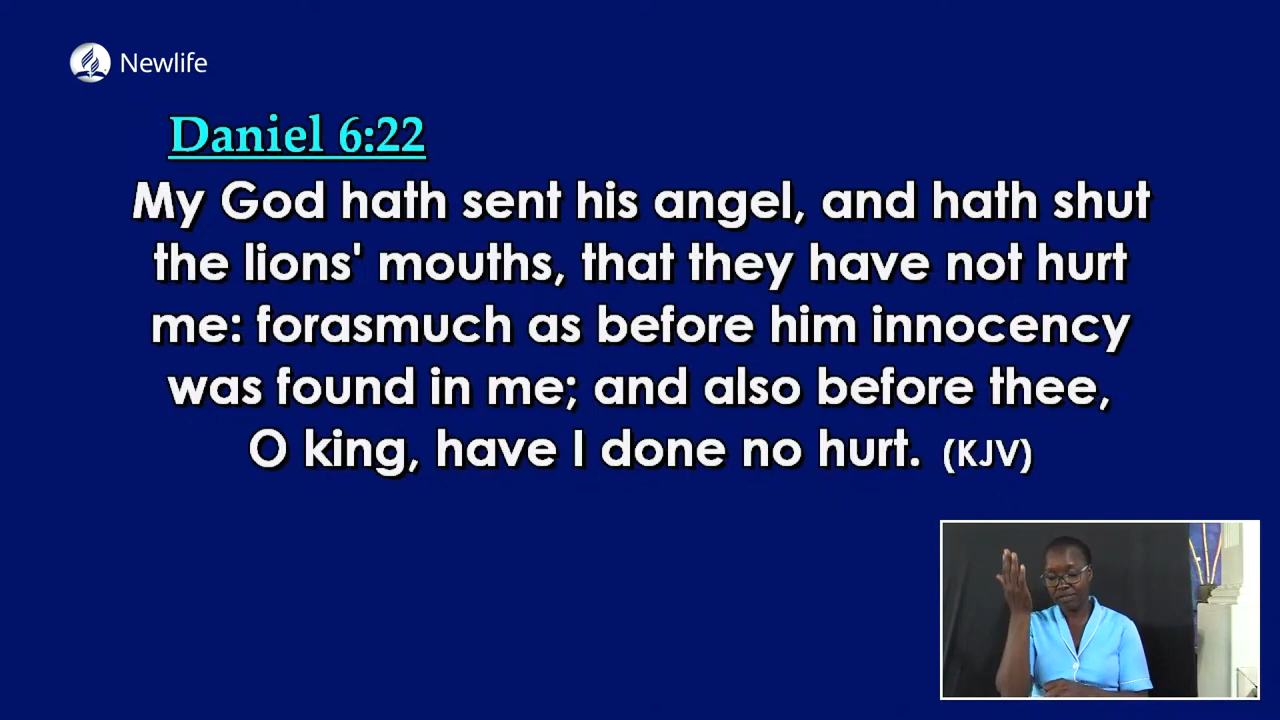 Newlife
Daniel 6:22
My God hath sent his angel, and hath shut
the lions' mouths, that they have not hurt
me: forasmuch as before him innocency
was found in me; and also before thee,
O king, have I done no hurt. (KJV)